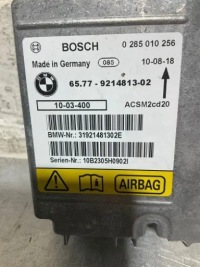 BOSCH 0 285 010 256
Made in Germany 085 10-08-18
65.77-9214813-02
10-03-400 ACSM2cd20
BMW-Nr.: 31921481302E
Serien-Nr.: 10B2305H0902I
AIRBAG